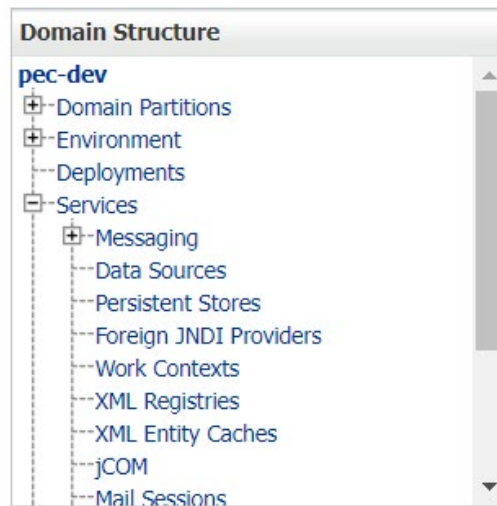 Domain Structure
pec-dev
Domain Partitions
Environment
Deployments
Services
Messaging
Data Sources
Persistent Stores
Foreign JNDI Providers
Work Contexts
XML Registries
XML Entity Caches
jCOM
Mail Sessions